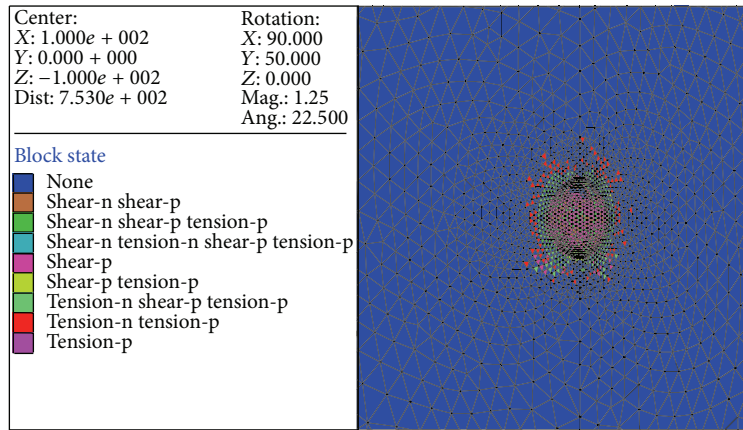 Center:
X: 1.000e + 002
Y: 0.000 + 000
Z: −1.000e + 002
Dist: 7.530e + 002
Rotation:
X: 90.000
Y: 50.000
Z: 0.000
Mag.: 1.25
Ang.: 22.500
Block state
None
Shear-n shear-p
Shear-n shear-p tension-p
Shear-n tension-n shear-p tension-p
Shear-p
Shear-p tension-p
Tension-n shear-p tension-p
Tension-n tension-p
Tension-p